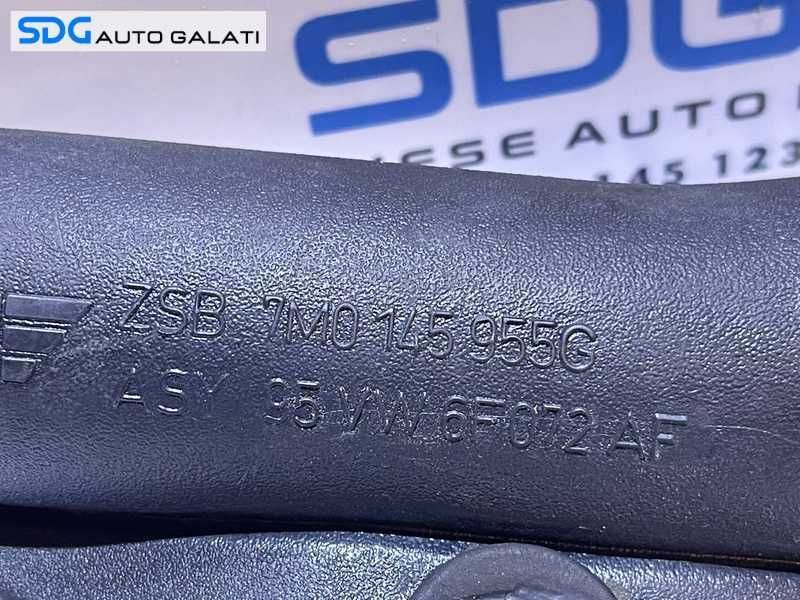 SDG AUTO GALATI
SDG
ESE AUTO
145 123
ZSB 7M0 145 955G
ASY 95 VW 6F072 AF